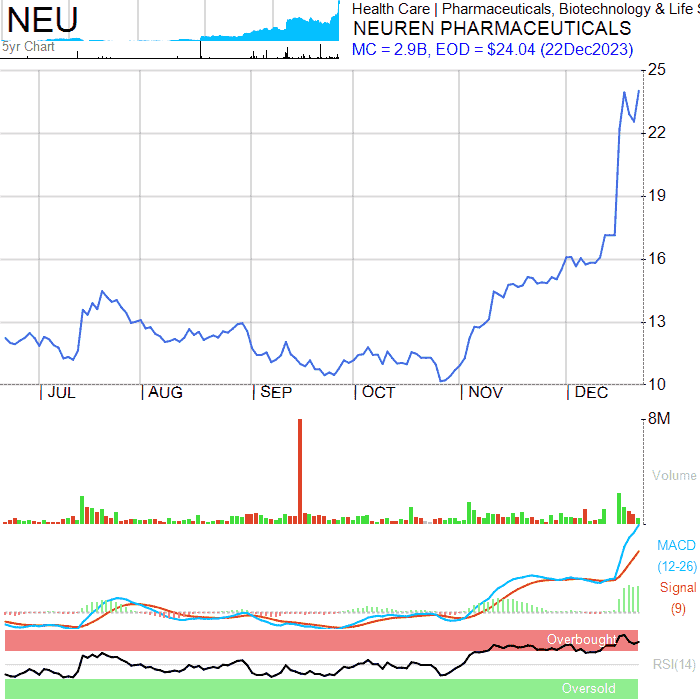 NEU
5yr Chart
Health Care | Pharmaceuticals, Biotechnology & Life S
NEUREN PHARMACEUTICALS
MC = 2.9B, EOD = $24.04 (22Dec2023)
25
22
19
16
13
10
JUL AUG SEP OCT NOV DEC
8M
Volume
MACD
(12-26)
Signal
(9)
Overbought
RSI(14)
Oversold